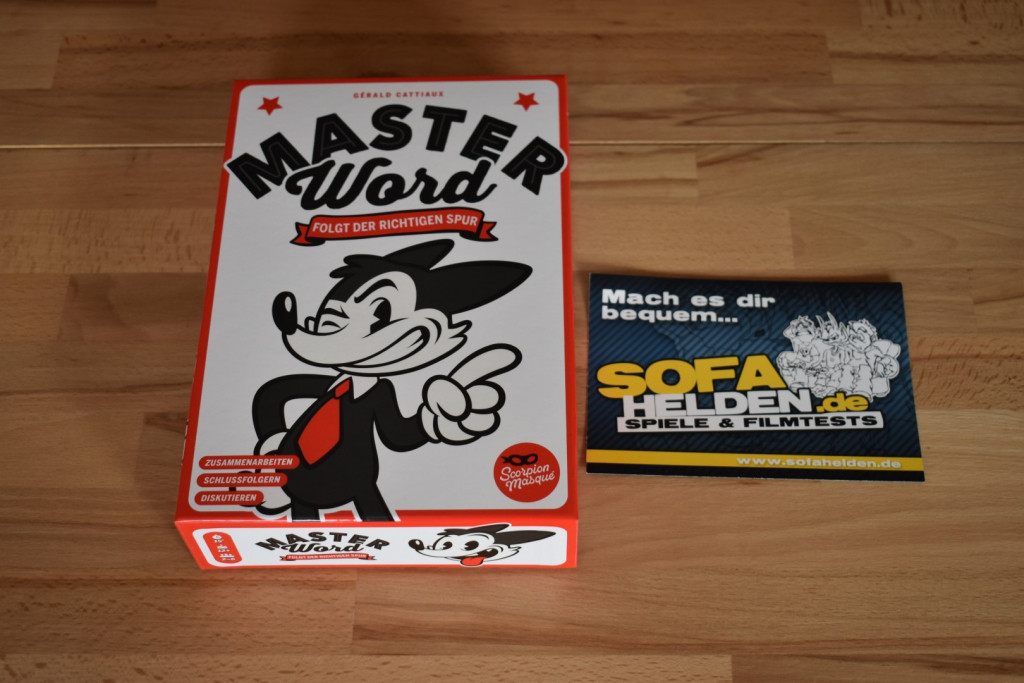 GÉRALD CATTIAUX
MASTER
Word
FOLGT DER RICHTIGEN SPUR
ZUSAMMENARBEITEN
SCHLUSSFOLGERN
DISKUTIEREN
Scorpion
Masqué
MASTER
Word
FOLGT DER RICHTIGEN SPUR
Mach es dir
bequem...
SOFA
HELDEN.de
SPIELE & FILMTESTS
www.sofahelden.de